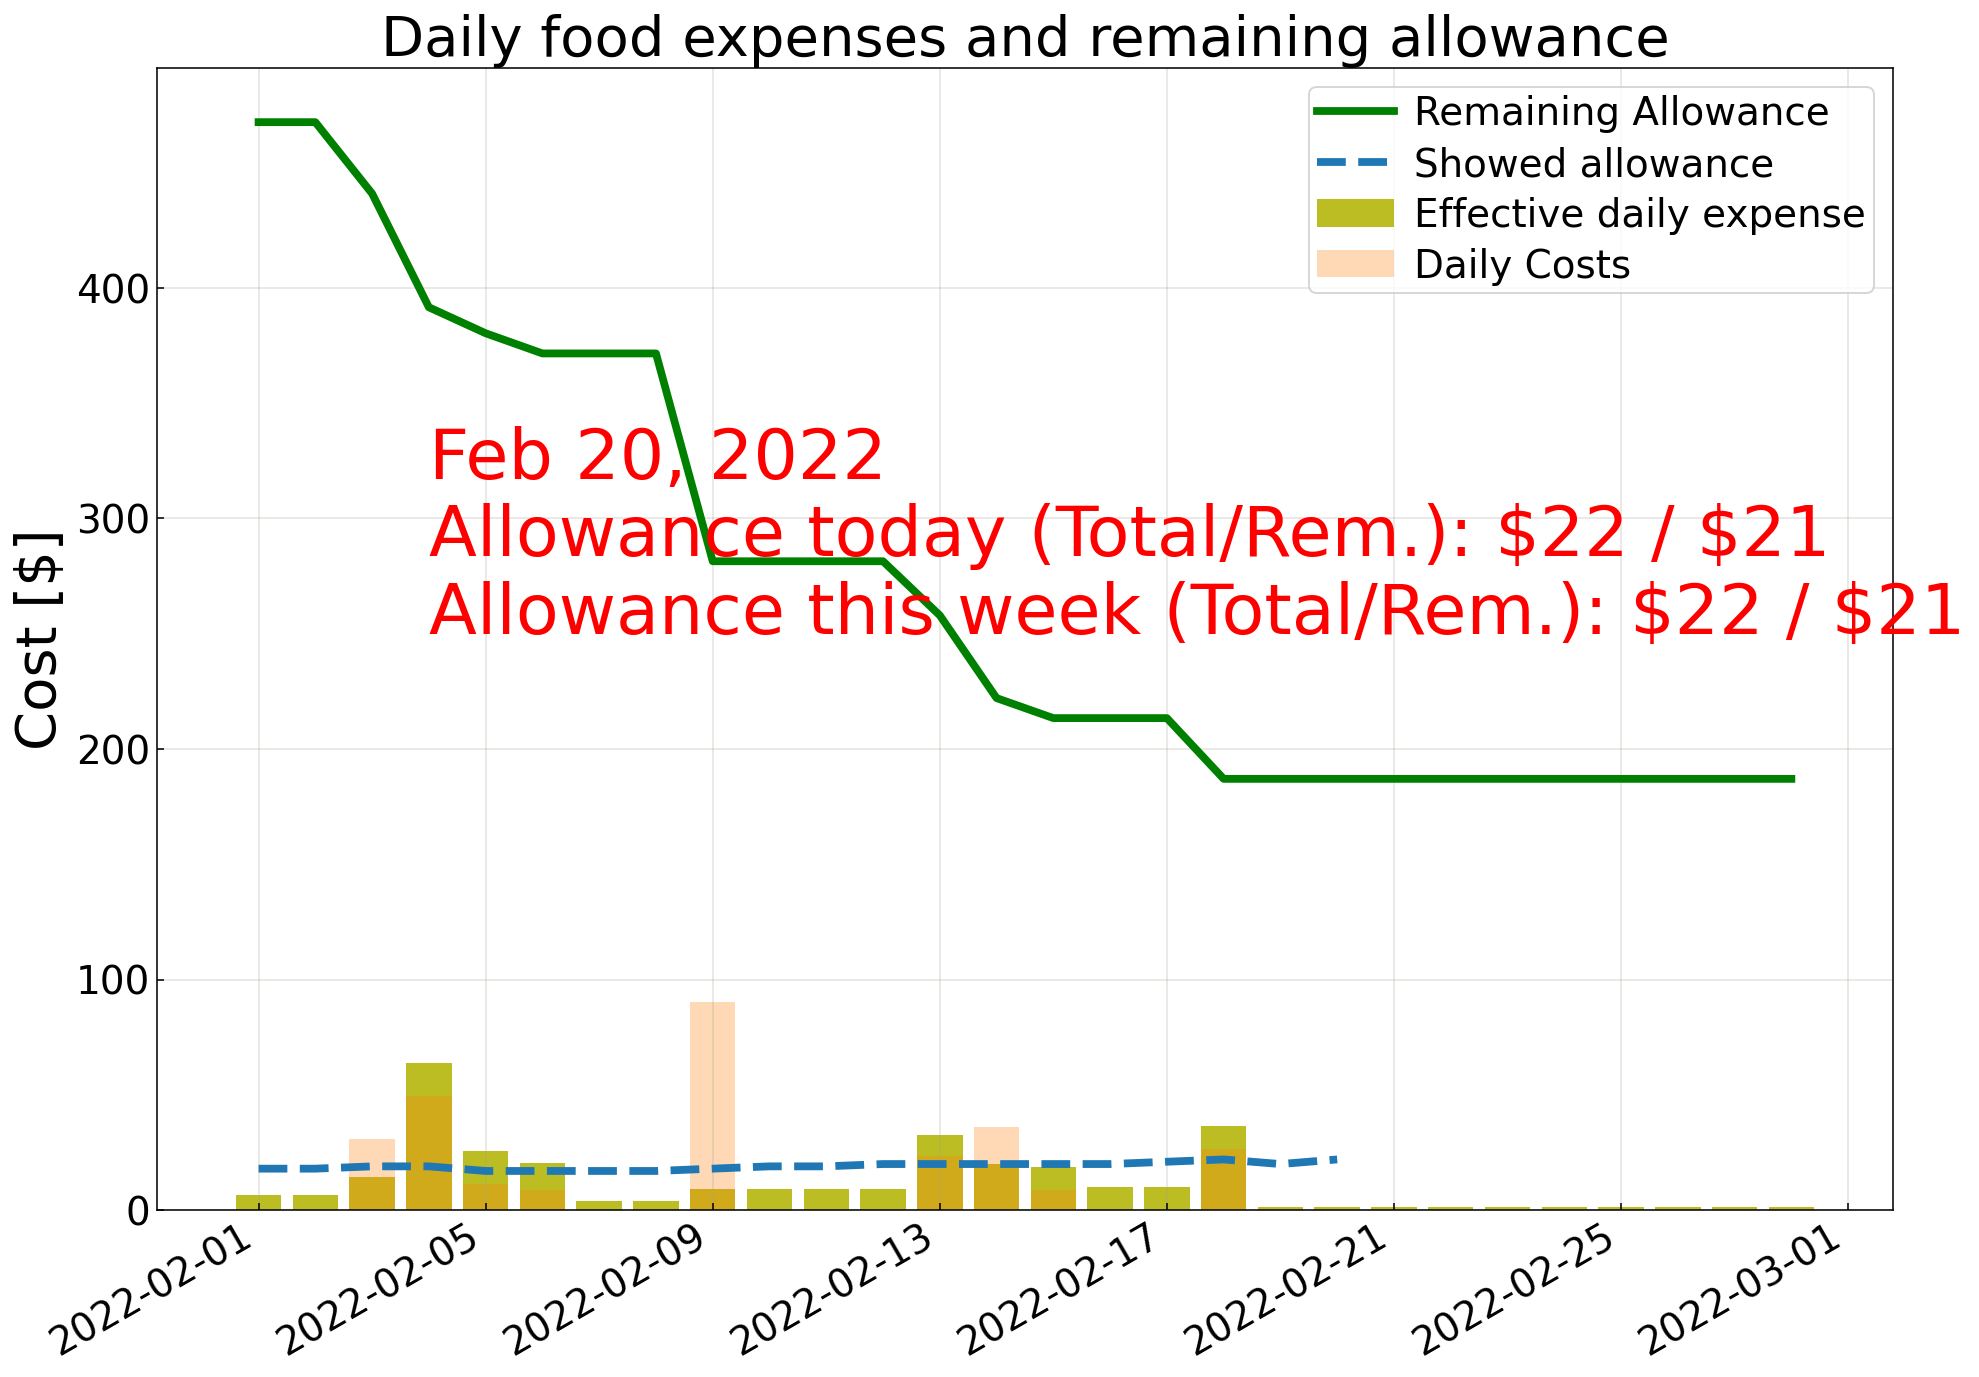 Daily food expenses and remaining allowance
Remaining Allowance
Showed allowance
Effective daily expense
Daily Costs
Feb 20, 2022
Allowance today (Total/Rem.): $22 / $21
Allowance this week (Total/Rem.): $22 / $21
Cost [$]
400
300
200
100
0
2022-02-01
2022-02-05
2022-02-09
2022-02-13
2022-02-17
2022-02-21
2022-02-25
2022-03-01